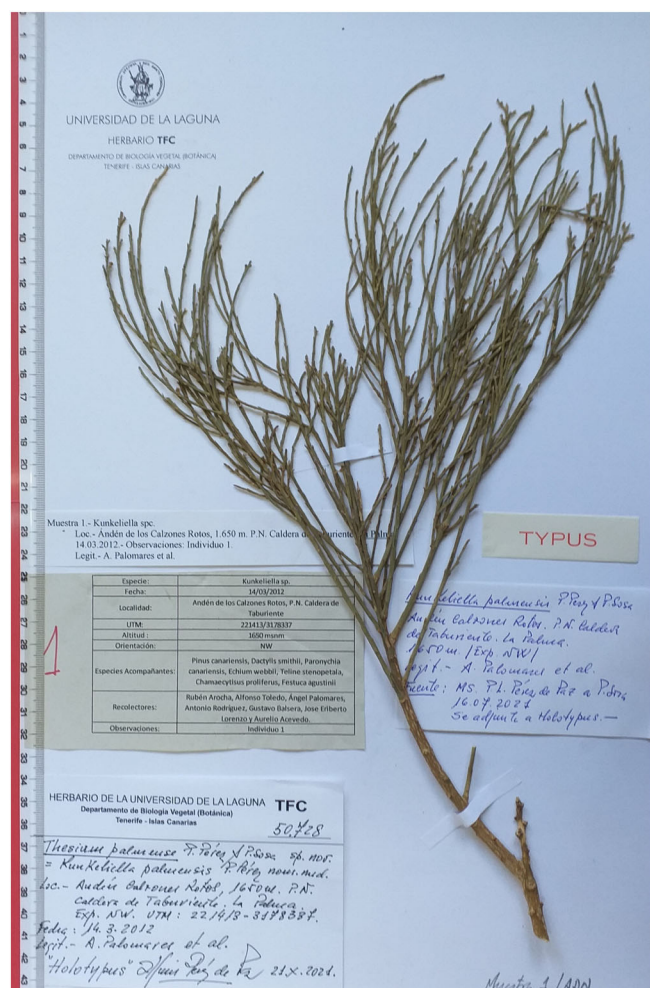 UNIVERSIDAD DE LA LAGUNA
HERBARIO TFC
DEPARTAMENTO DE BIOLOGÍA VEGETAL (BOTÁNICA)
TENERIFE - ISLAS CANARIAS
Muestra 1.- Kunkeliella spc.
Loc.- Andén de los Calzones Rotos, 1.650 m. P.N. Caldera de Taburiente. La Palma
14.03.2012.- Observaciones: Individuo 1.
Legit.- A. Palomares et al.
TYPUS
1
Especie: Kunkeliella sp.
Fecha: 14/03/2012
Localidad: Andén de los Calzones Rotos, P.N. Caldera de
Taburiente
UTM: 221413/3178337
Altitud : 1650 msnm
Orientación: NW
Especies Acompañantes: Pinus canariensis, Dactylis smithii, Paronychia
canariensis, Echium webbii, Teline stenopetala,
Chamaecytisus proliferus, Festuca agustinii
Recolectores: Rubén Arocha, Alfonso Toledo, Ángel Palomares,
Antonio Rodríguez, Gustavo Balsera, Jose Eriberto
Lorenzo y Aurelio Acevedo.
Observaciones: Individuo 1
Kunkeliella palmensis P. Pérez & P. Sosa
Andén Calzones Rotos. P.N. Caldera
de Taburiente. La Palma.
1650 m. / Exp. NW /
Legit.- A. Palomares et al.
Fuente: MS. P.L. Pérez de Paz a P. Sosa
16.07.2021
Se adjunta a Holotypus.-
HERBARIO DE LA UNIVERSIDAD DE LA LAGUNA TFC
Departamento de Biología Vegetal (Botánica)
Tenerife - Islas Canarias
50.728
Thesium palmense P. Pérez & P. Sosa sp. nov.
= Kunkeliella palmensis P. Pérez nom. nud.
Loc.- Andén Calzones Rotos, 1650 m. P.N.
Caldera de Taburiente. La Palma.
Exp. NW. UTM: 221413-3178337.
Fecha: 14.3.2012
Legit.- A. Palomares et al.
"Holotypus" Pérez de Paz 21.X.2021.
Muestra 1/ADN